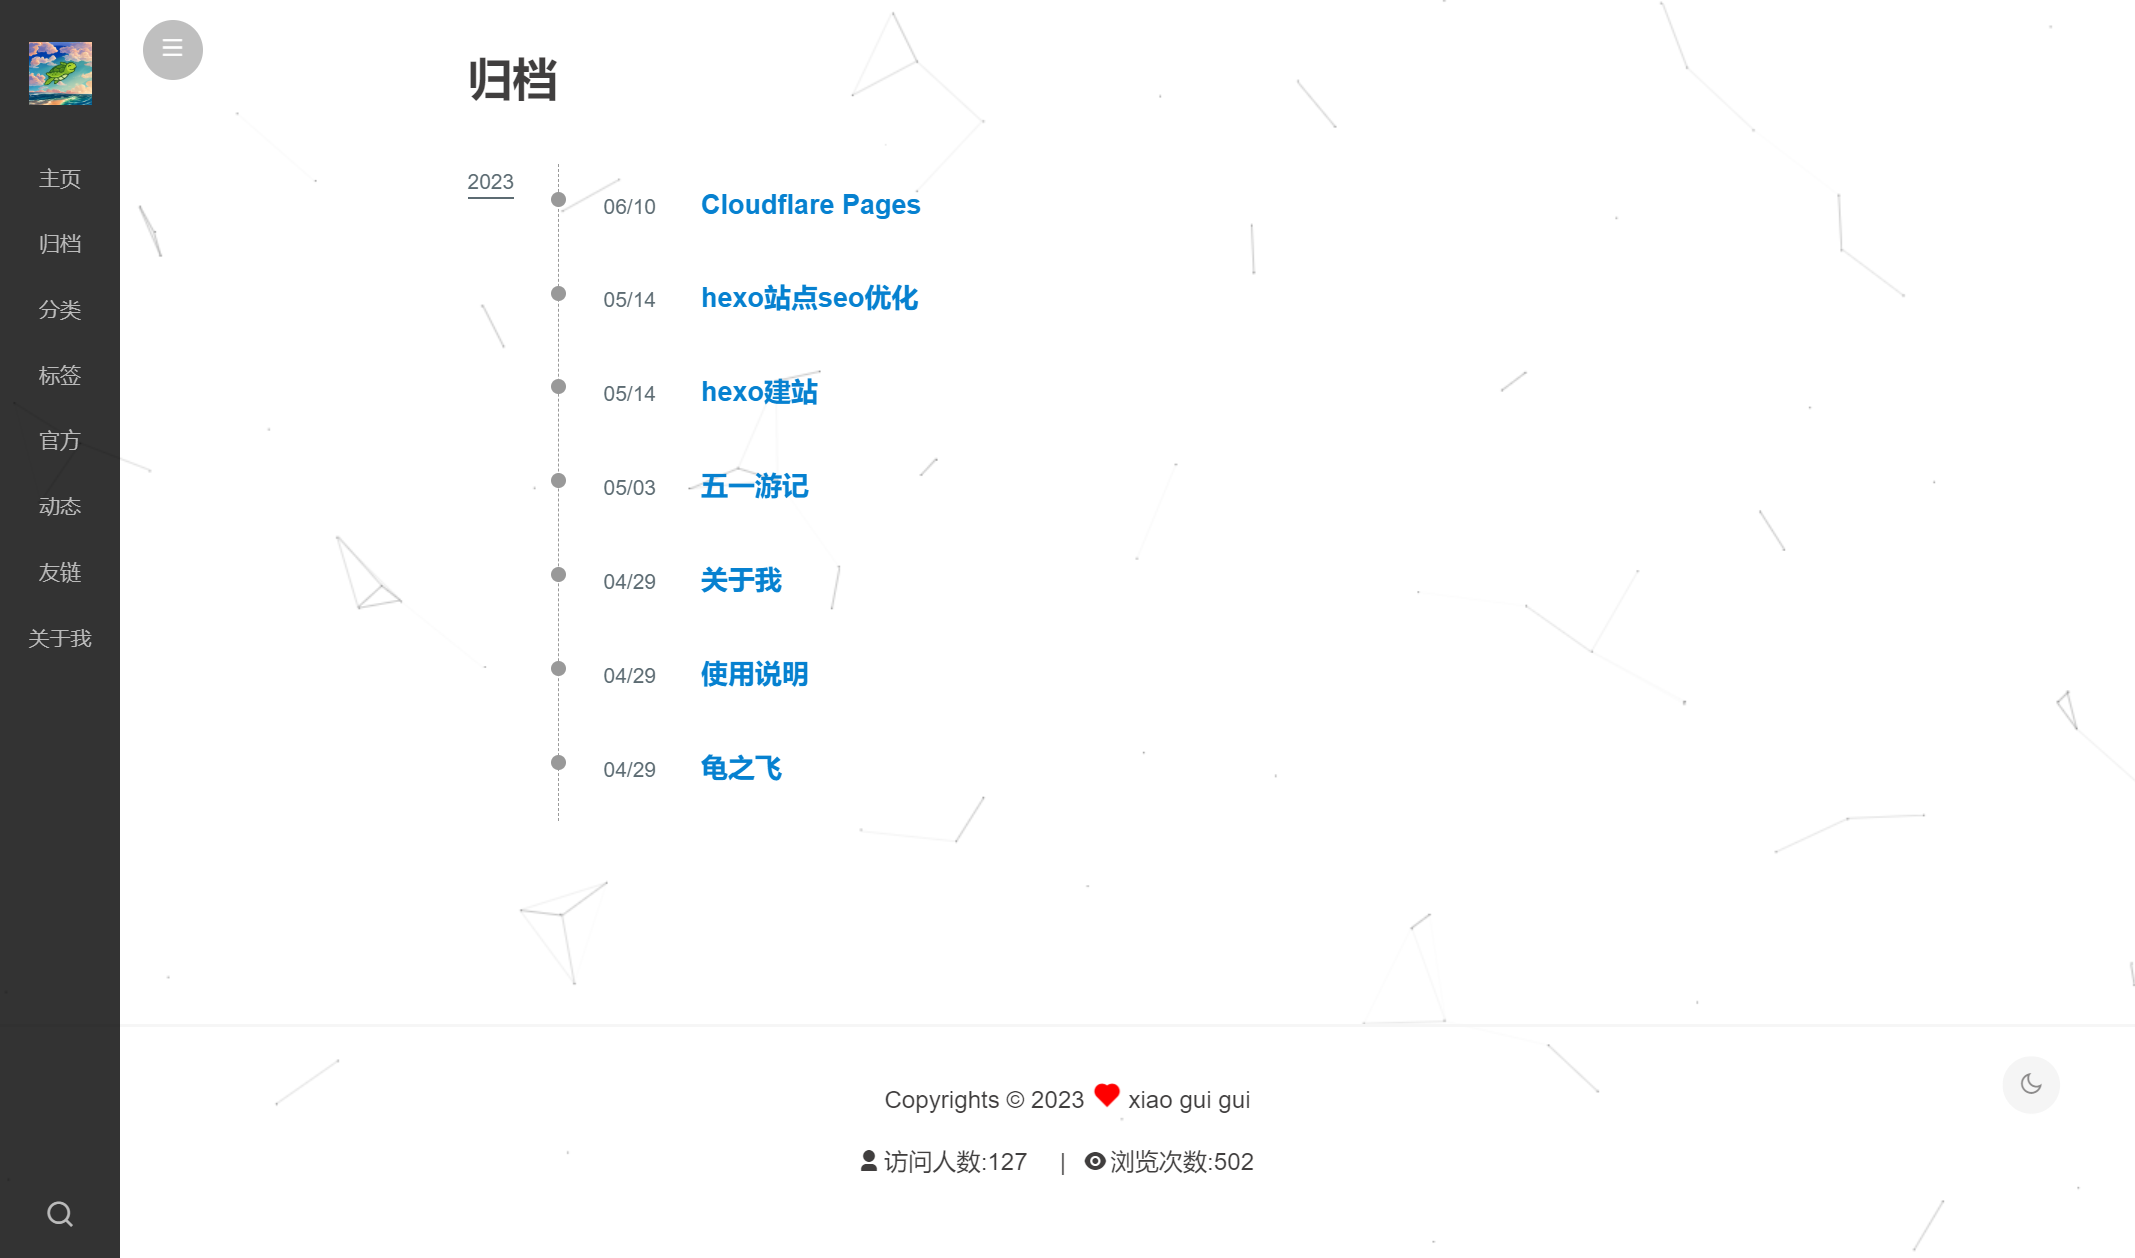 主页
归档
分类
标签
官方
动态
友链
关于我
归档
2023
06/10 Cloudflare Pages
05/14 hexo站点seo优化
05/14 hexo建站
05/03 五一游记
04/29 关于我
04/29 使用说明
04/29 龟之飞
Copyrights © 2023 xiao gui gui
访问人数:127 | 浏览次数:502